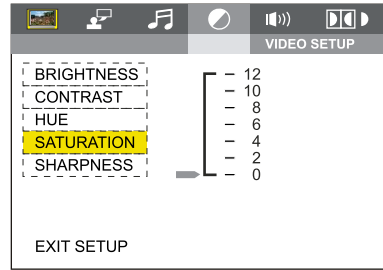 VIDEO SETUP
BRIGHTNESS
CONTRAST
HUE
SATURATION
SHARPNESS
12
10
8
6
4
2
0
EXIT SETUP